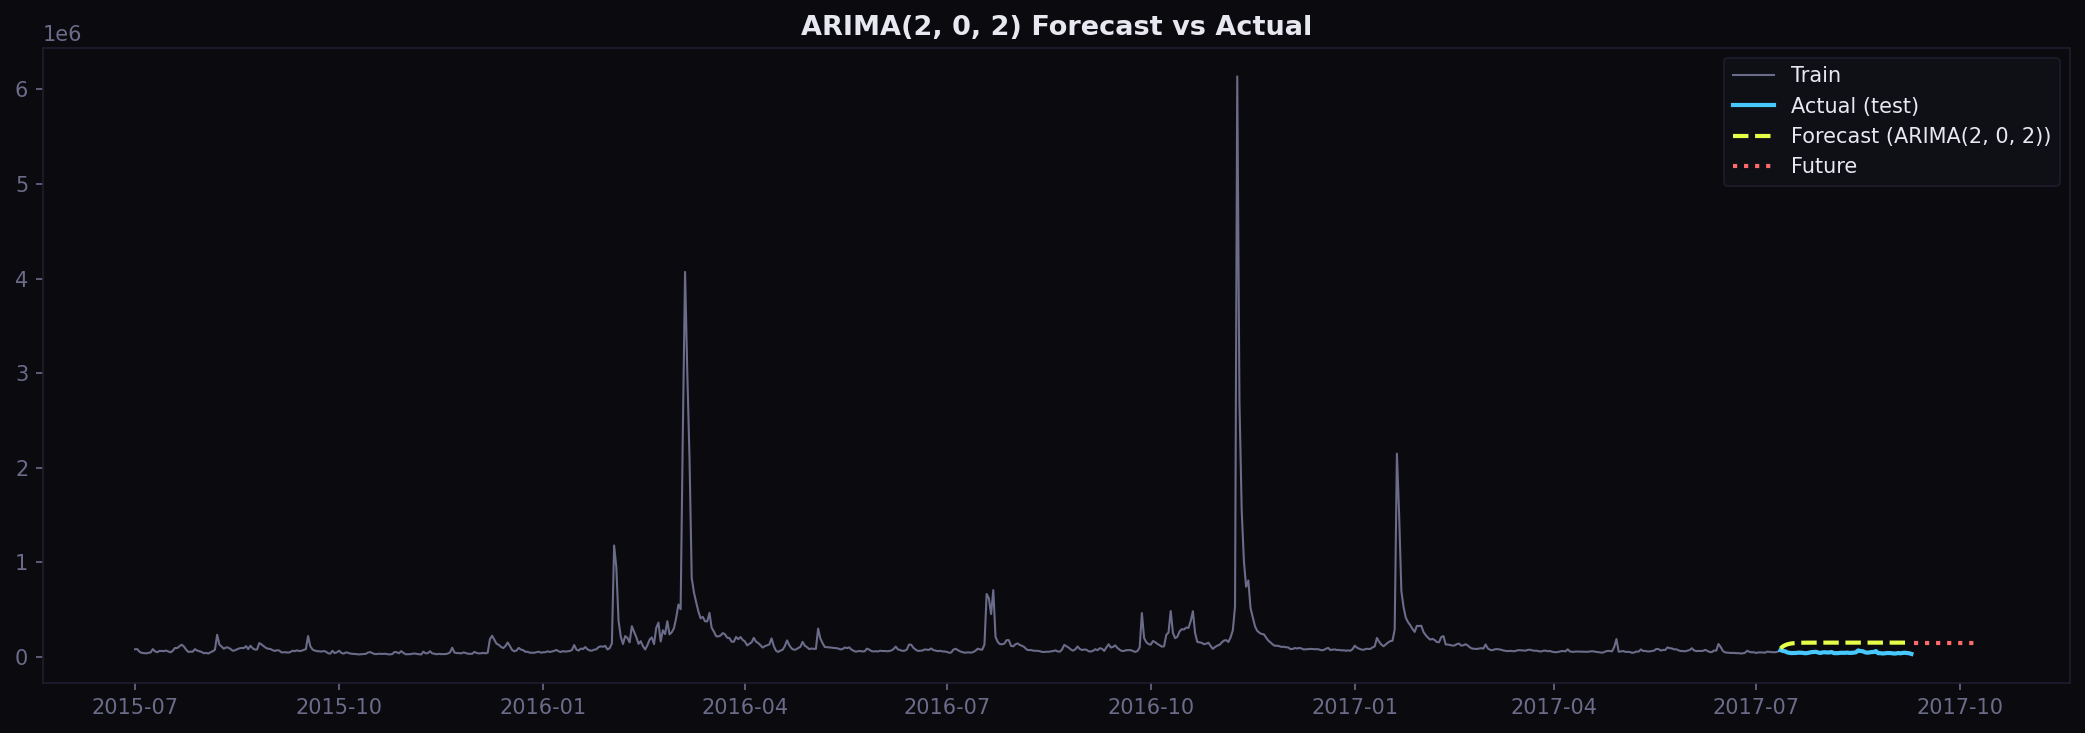 ARIMA(2, 0, 2) Forecast vs Actual
1e6
Train
Actual (test)
Forecast (ARIMA(2, 0, 2))
Future
6
5
4
3
2
1
0
2015-07
2015-10
2016-01
2016-04
2016-07
2016-10
2017-01
2017-04
2017-07
2017-10